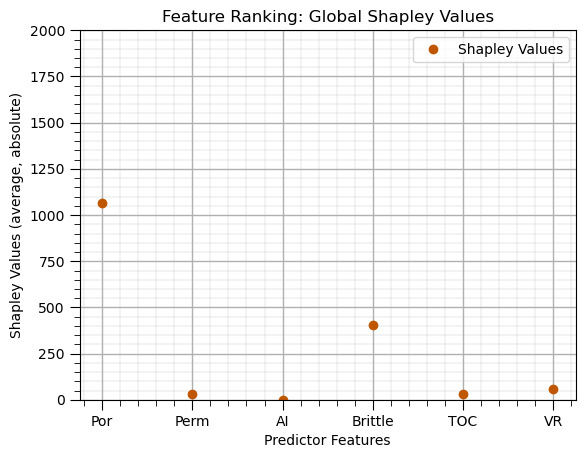 Feature Ranking: Global Shapley Values
Shapley Values
2000
1750
1500
1250
1000
750
500
250
0
Shapley Values (average, absolute)
Por Perm AI Brittle TOC VR
Predictor Features